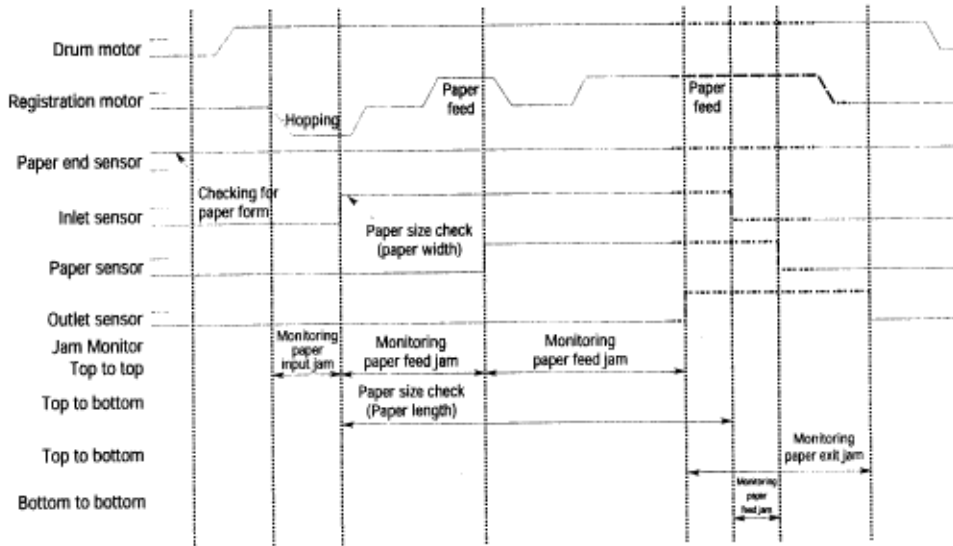 Drum motor
Registration motor
Hopping
Paper
feed
Paper
feed
Paper end sensor
Checking for
paper form
Inlet sensor
Paper size check
(paper width)
Paper sensor
Outlet sensor
Jam Monitor
Top to top
Monitoring
paper
input jam
Monitoring
paper feed jam
Monitoring
paper feed jam
Top to bottom
Paper size check
(Paper length)
Top to bottom
Monitoring
paper exit jam
Bottom to bottom
Monitoring
paper
feed jam